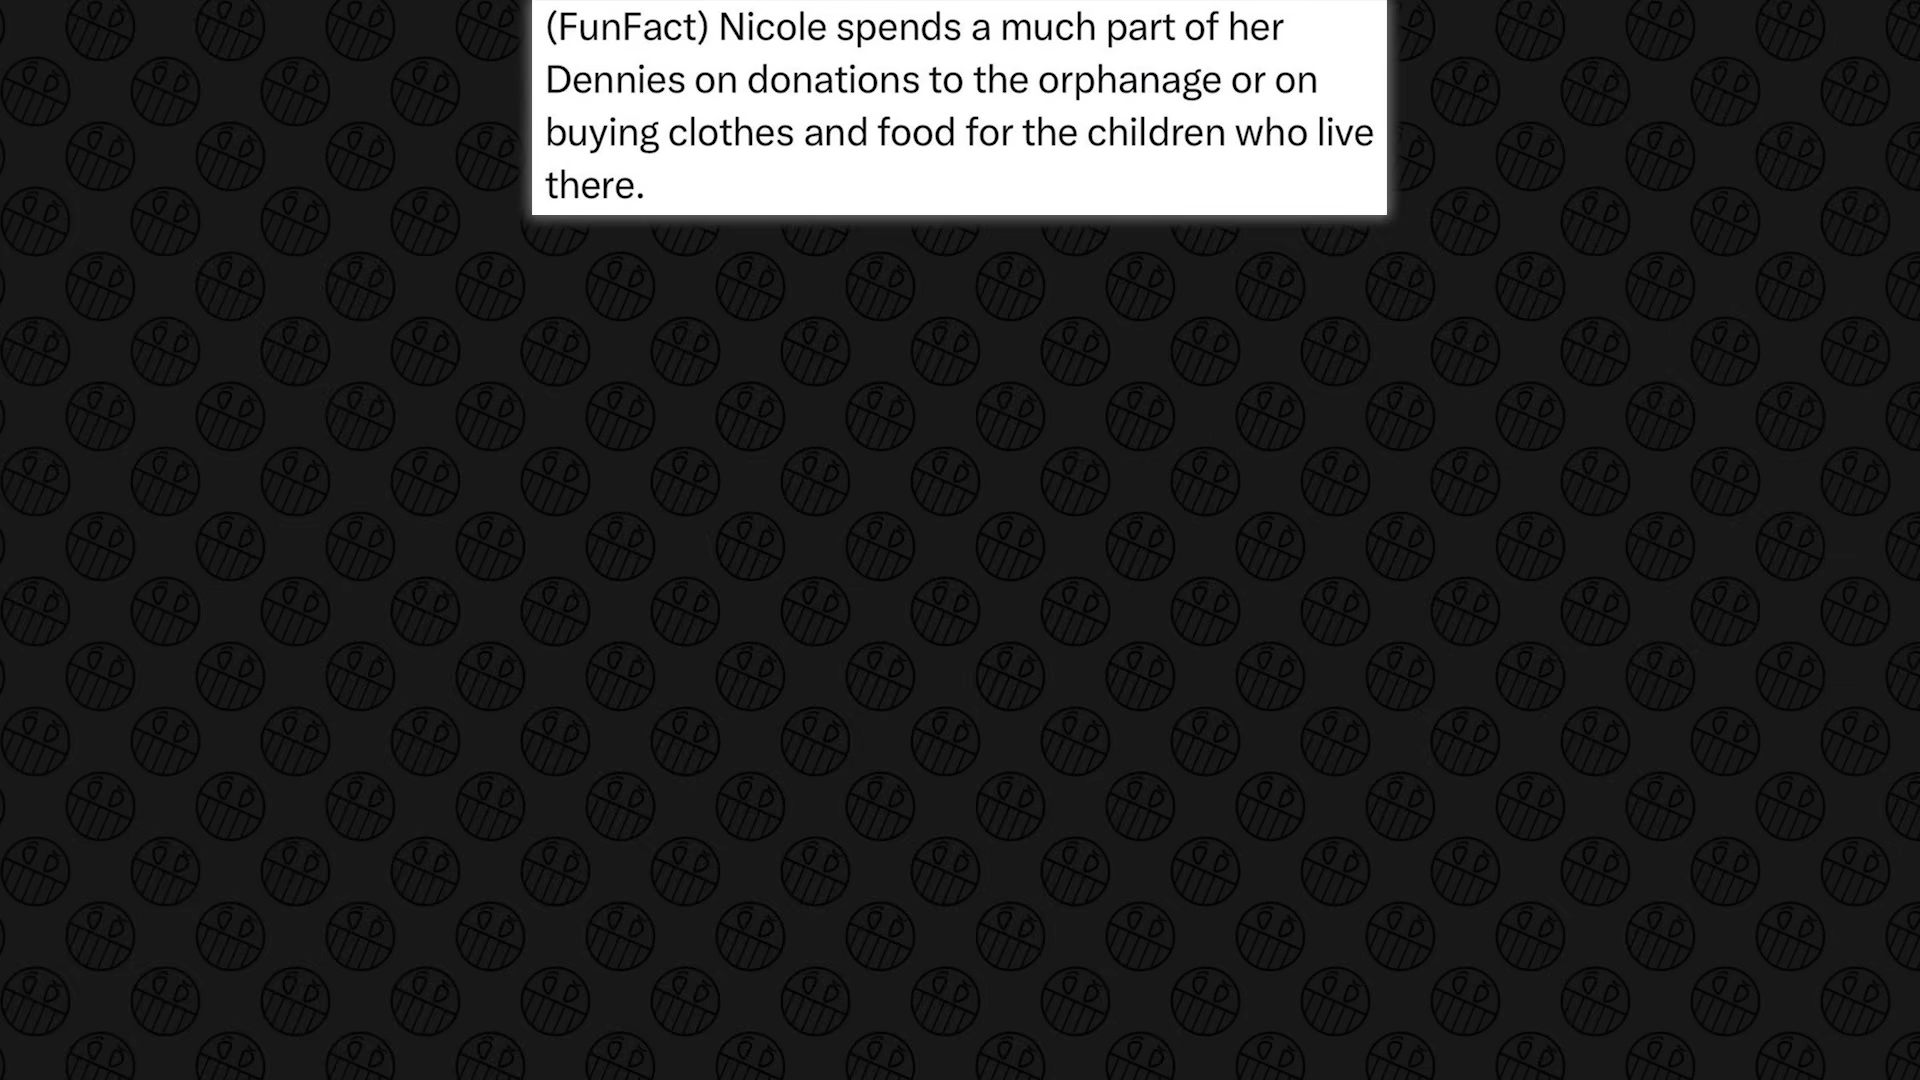 (FunFact) Nicole spends a much part of her
Dennies on donations to the orphanage or on
buying clothes and food for the children who live
there.